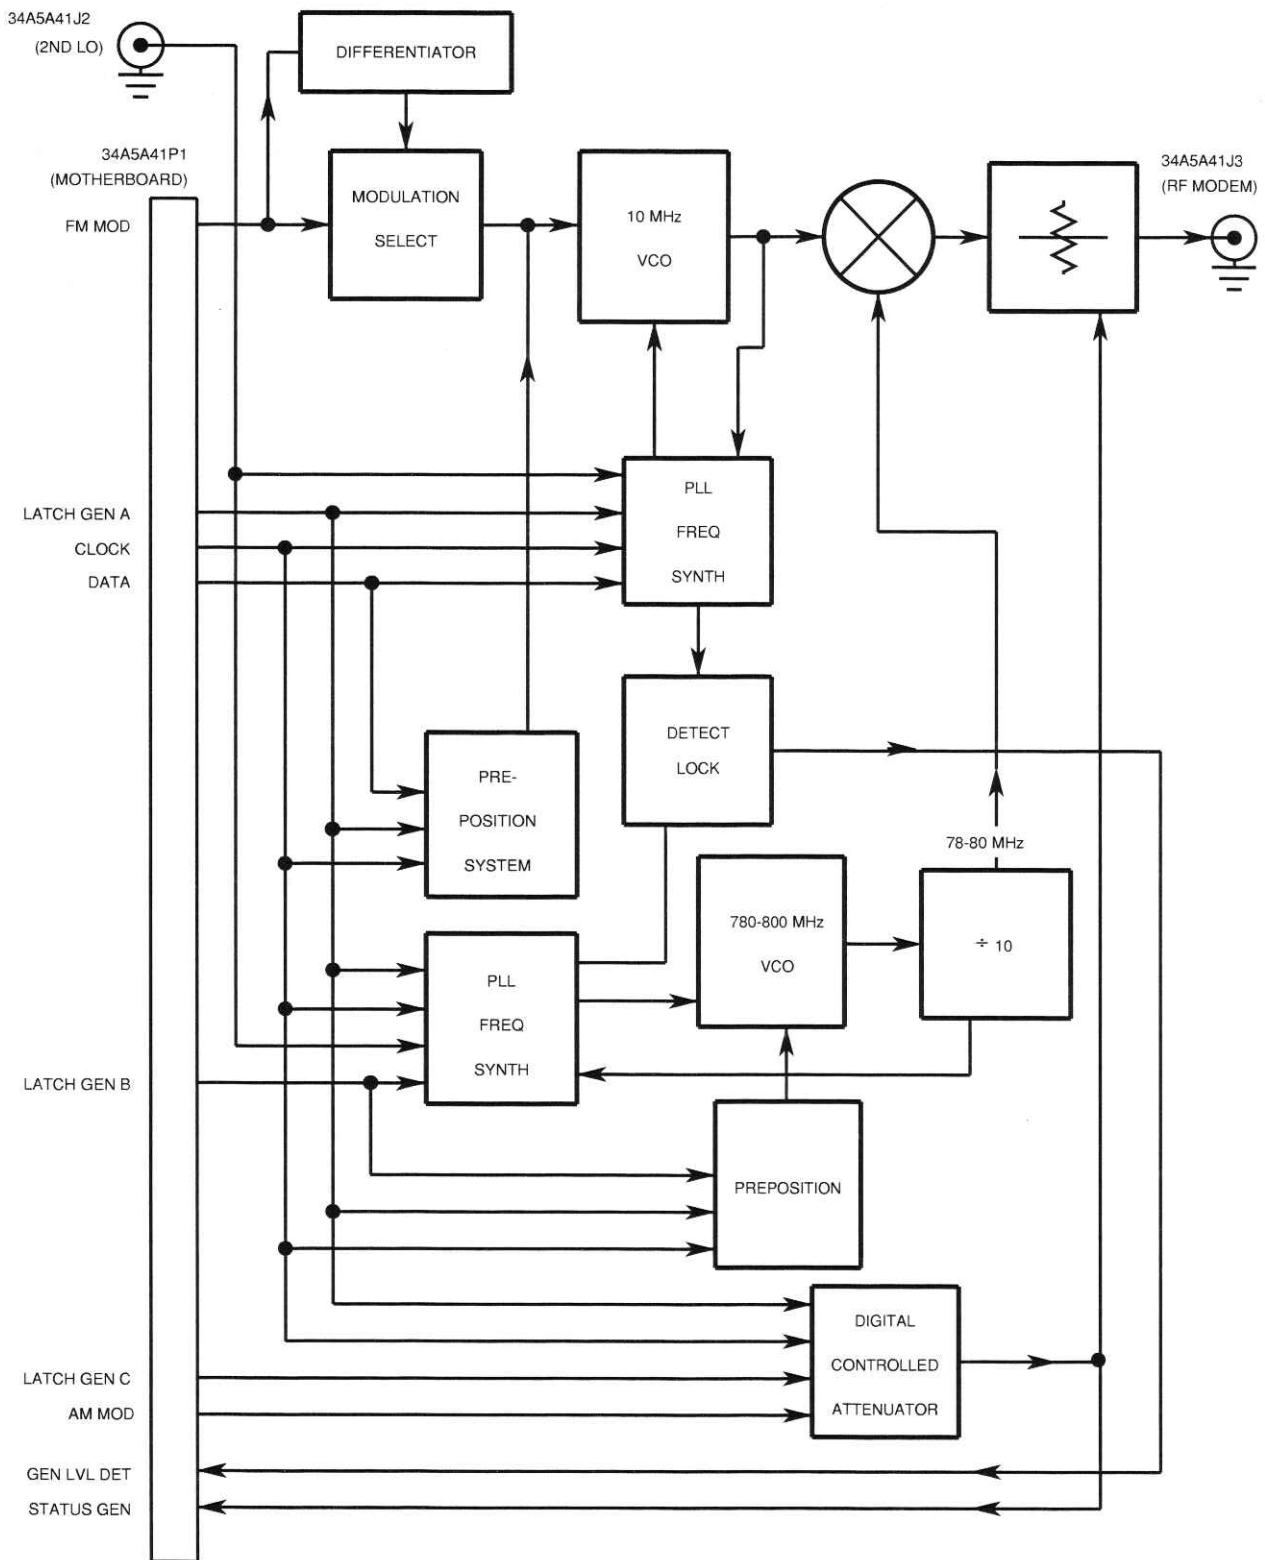 34A5A41J2
(2ND LO)
DIFFERENTIATOR
34A5A41P1
(MOTHERBOARD)
FM MOD
MODULATION
SELECT
10 MHz
VCO
34A5A41J3
(RF MODEM)
LATCH GEN A
CLOCK
DATA
PLL
FREQ
SYNTH
DETECT
LOCK
PRE-
POSITION
SYSTEM
78-80 MHz
780-800 MHz
VCO
÷ 10
PLL
FREQ
SYNTH
LATCH GEN B
PREPOSITION
DIGITAL
CONTROLLED
ATTENUATOR
LATCH GEN C
AM MOD
GEN LVL DET
STATUS GEN